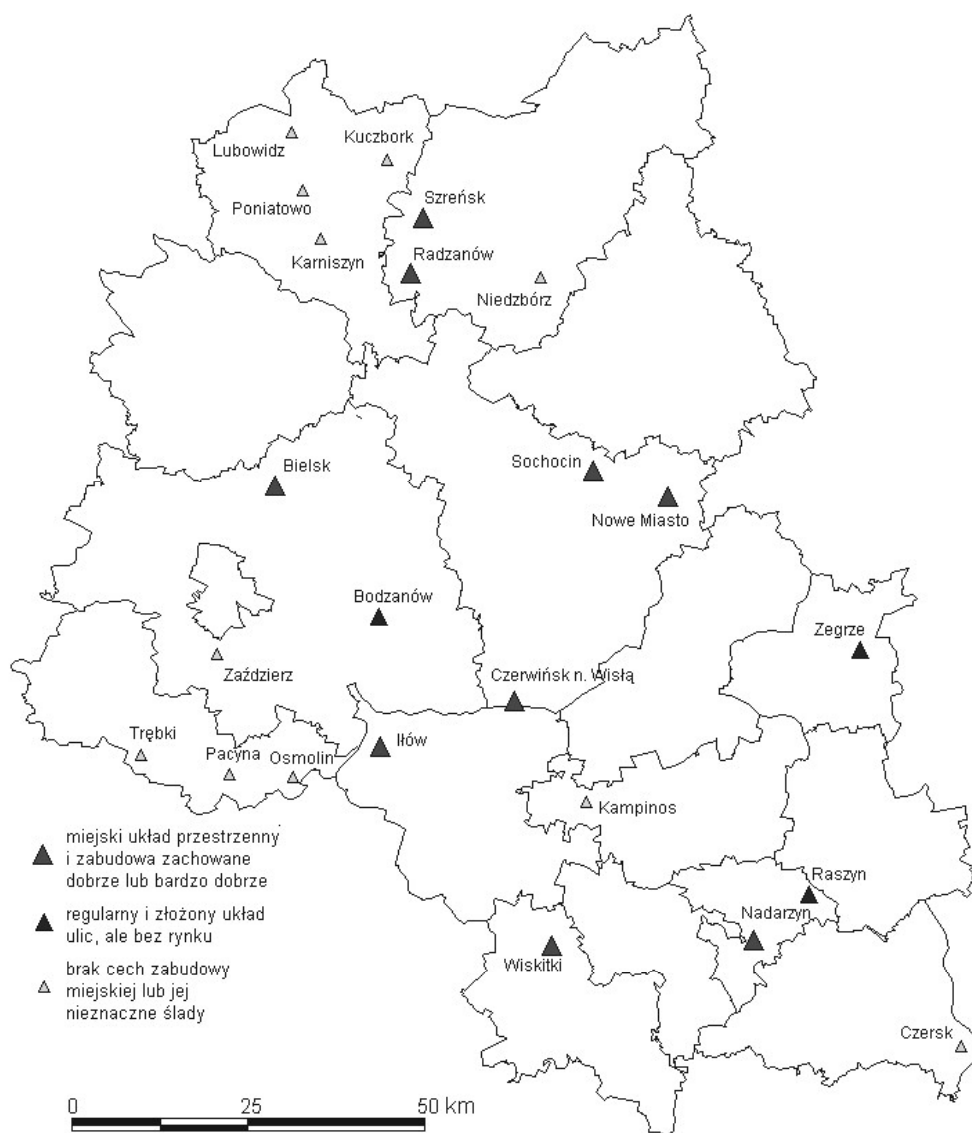 Lubowidz
Kuczbork
Poniatowo
Szreńsk
Karniszyn
Radzanów
Niedzbórz
Bielsk
Sochocin
Nowe Miasto
Bodzanów
Zegrze
Zaździerz
Czerwińsk n. Wisłą
Trębki
Pacyna
Osmolin
Iłów
Kampinos
Raszyn
Nadarzyn
Wiskitki
Czersk
miejski układ przestrzenny
i zabudowa zachowane
dobrze lub bardzo dobrze
regularny i złożony układ
ulic, ale bez rynku
brak cech zabudowy
miejskiej lub jej
nieznaczne ślady
0 25 50 km